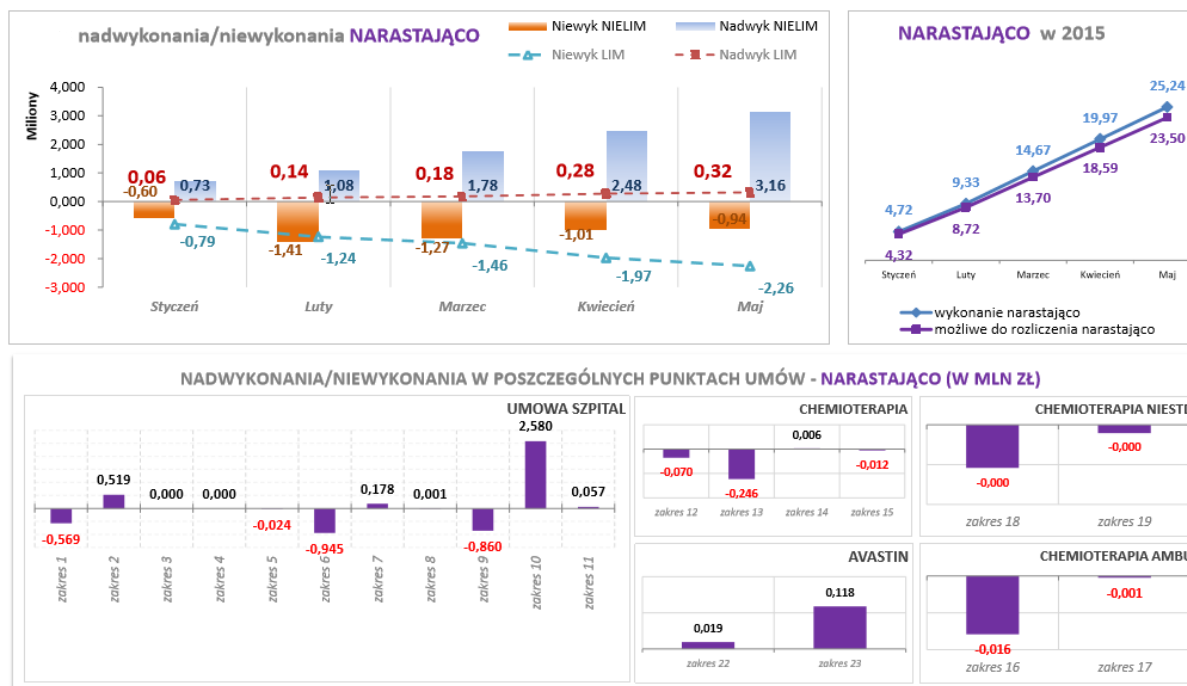 nadwykonania/niewykonania NARASTAJĄCO
Niewyk NIELIM
Nadwyk NIELIM
Niewyk LIM
Nadwyk LIM
Miliony
4,000
3,000
2,000
1,000
0,000
-1,000
-2,000
-3,000
0,06
0,14
0,18
0,28
0,32
-0,60
0,73
1,08
1,78
2,48
3,16
-0,79
-1,41
-1,24
-1,27
-1,46
-1,01
-1,97
-0,94
-2,26
Styczeń
Luty
Marzec
Kwiecień
Maj
NARASTAJĄCO w 2015
4,72
9,33
14,67
19,97
25,24
4,32
8,72
13,70
18,59
23,50
Styczeń
Luty
Marzec
Kwiecień
Maj
wykonanie narastająco
możliwe do rozliczenia narastająco
NADWYKONANIA/NIEWYKONANIA W POSZCZEGÓLNYCH PUNKTACH UMÓW - NARASTAJĄCO (W MLN ZŁ)
UMOWA SZPITAL
-0,569
0,519
0,000
0,000
-0,024
-0,945
0,178
0,001
-0,860
2,580
0,057
zakres 1
zakres 2
zakres 3
zakres 4
zakres 5
zakres 6
zakres 7
zakres 8
zakres 9
zakres 10
zakres 11
CHEMIOTERAPIA
-0,070
-0,246
0,006
-0,012
zakres 12
zakres 13
zakres 14
zakres 15
CHEMIOTERAPIA NIEST
-0,000
-0,000
zakres 18
zakres 19
AVASTIN
0,019
0,118
zakres 22
zakres 23
CHEMIOTERAPIA AMBU
-0,016
-0,001
zakres 16
zakres 17